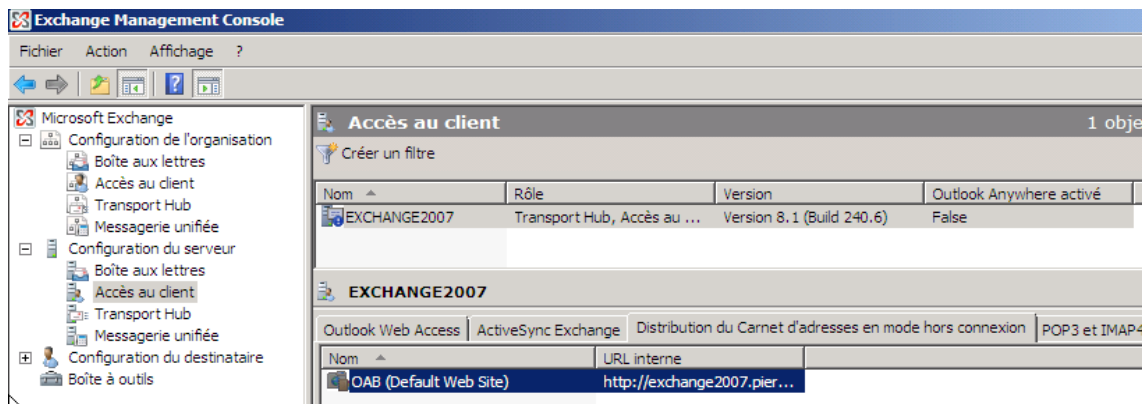 Exchange Management Console
Fichier Action Affichage ?
Microsoft Exchange
Configuration de l'organisation
Boîte aux lettres
Accès au client
Transport Hub
Messagerie unifiée
Configuration du serveur
Boîte aux lettres
Accès au client
Transport Hub
Messagerie unifiée
Configuration du destinataire
Boîte à outils
Accès au client 1 obje
Créer un filtre
Nom Rôle Version Outlook Anywhere activé
EXCHANGE2007 Transport Hub, Accès au ... Version 8.1 (Build 240.6) False
EXCHANGE2007
Outlook Web Access ActiveSync Exchange Distribution du Carnet d'adresses en mode hors connexion POP3 et IMAP4
Nom URL interne
OAB (Default Web Site) http://exchange2007.pier...